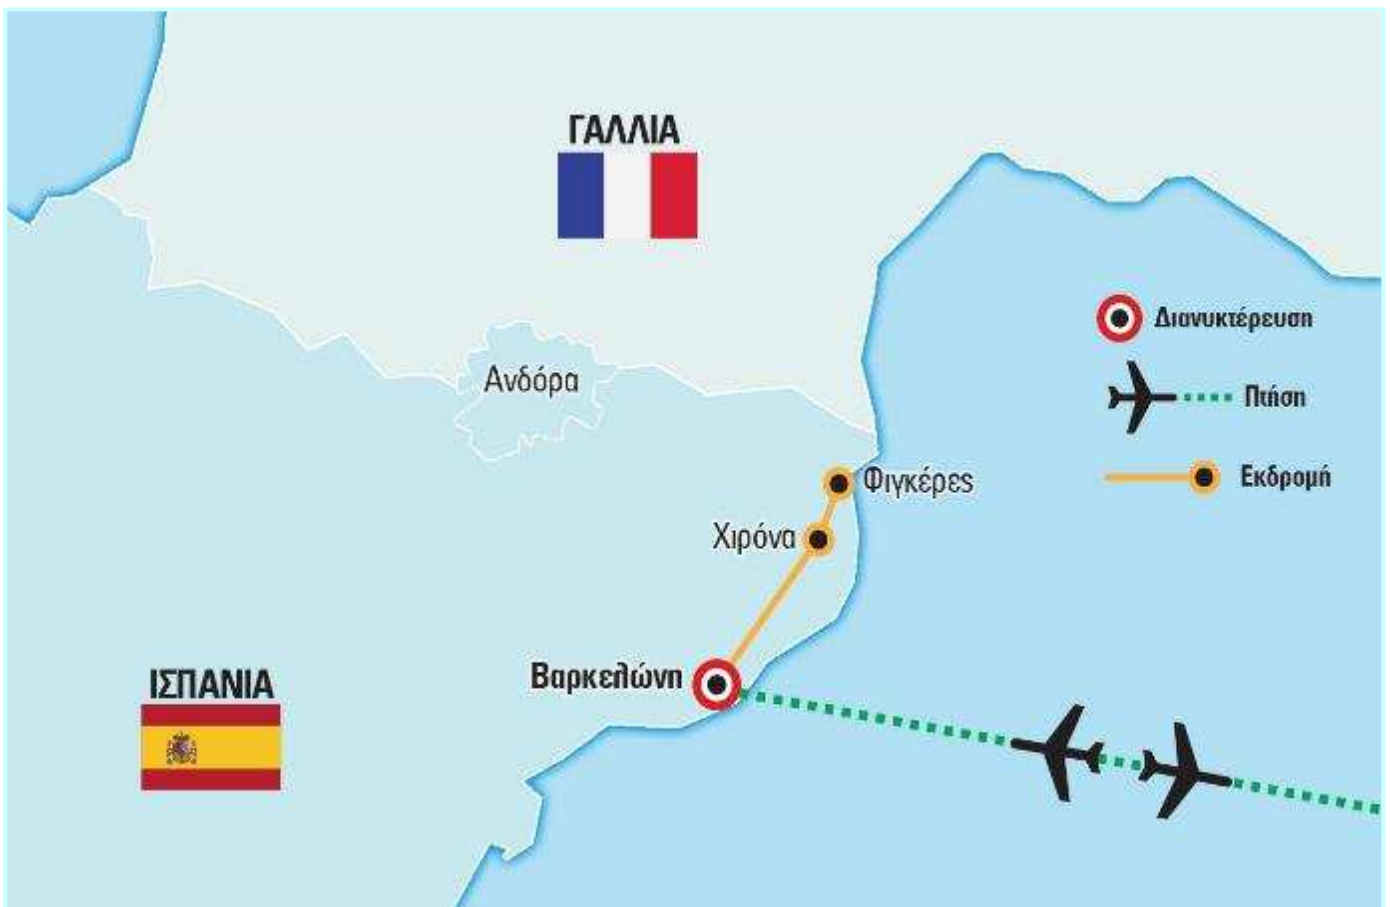 ΓΑΛΛΙΑ
Διανυκτέρευση
Ανδόρα
Πτήση
Εκδρομή
Φιγκέρες
Χιρόνα
Βαρκελώνη
ΙΣΠΑΝΙΑ